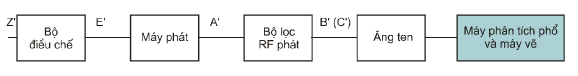 Z'
Bộ
điều chế
E'
Máy phát
A'
Bộ lọc
RF phát
B' (C')
Ăng ten
Máy phân tích phổ
và máy vẽ